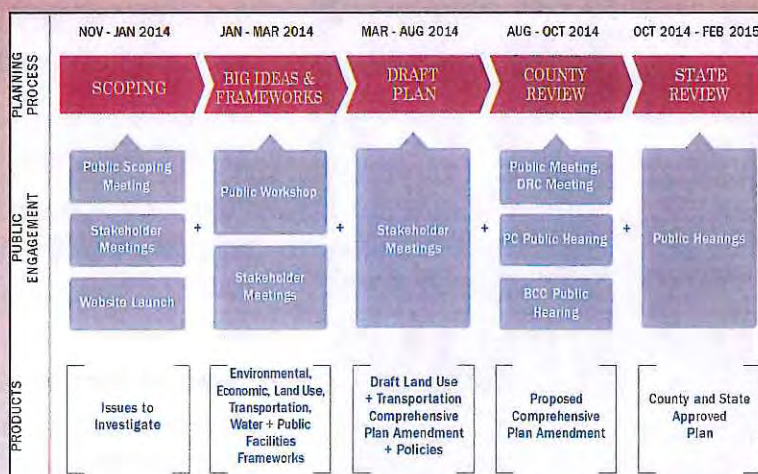 NOV - JAN 2014
JAN - MAR 2014
MAR - AUG 2014
AUG - OCT 2014
OCT 2014 - FEB 2015
PLANNING
PROCESS
SCOPING
BIG IDEAS &
FRAMEWORKS
DRAFT
PLAN
COUNTY
REVIEW
STATE
REVIEW
PUBLIC
ENGAGEMENT
Public Scoping
Meeting
Stakeholder
Meetings
Website Launch
+
Public Workshop
Stakeholder
Meetings
+
Stakeholder
Meetings
+
Public Meeting,
DRC Meeting
PC Public Hearing
BCC Public
Hearing
+
Public Hearings
PRODUCTS
Issues to
Investigate
Environmental,
Economic, Land Use,
Transportation,
Water + Public
Facilities
Frameworks
Draft Land Use
+ Transportation
Comprehensive
Plan Amendment
+ Policies
Proposed
Comprehensive
Plan Amendment
County and State
Approved
Plan